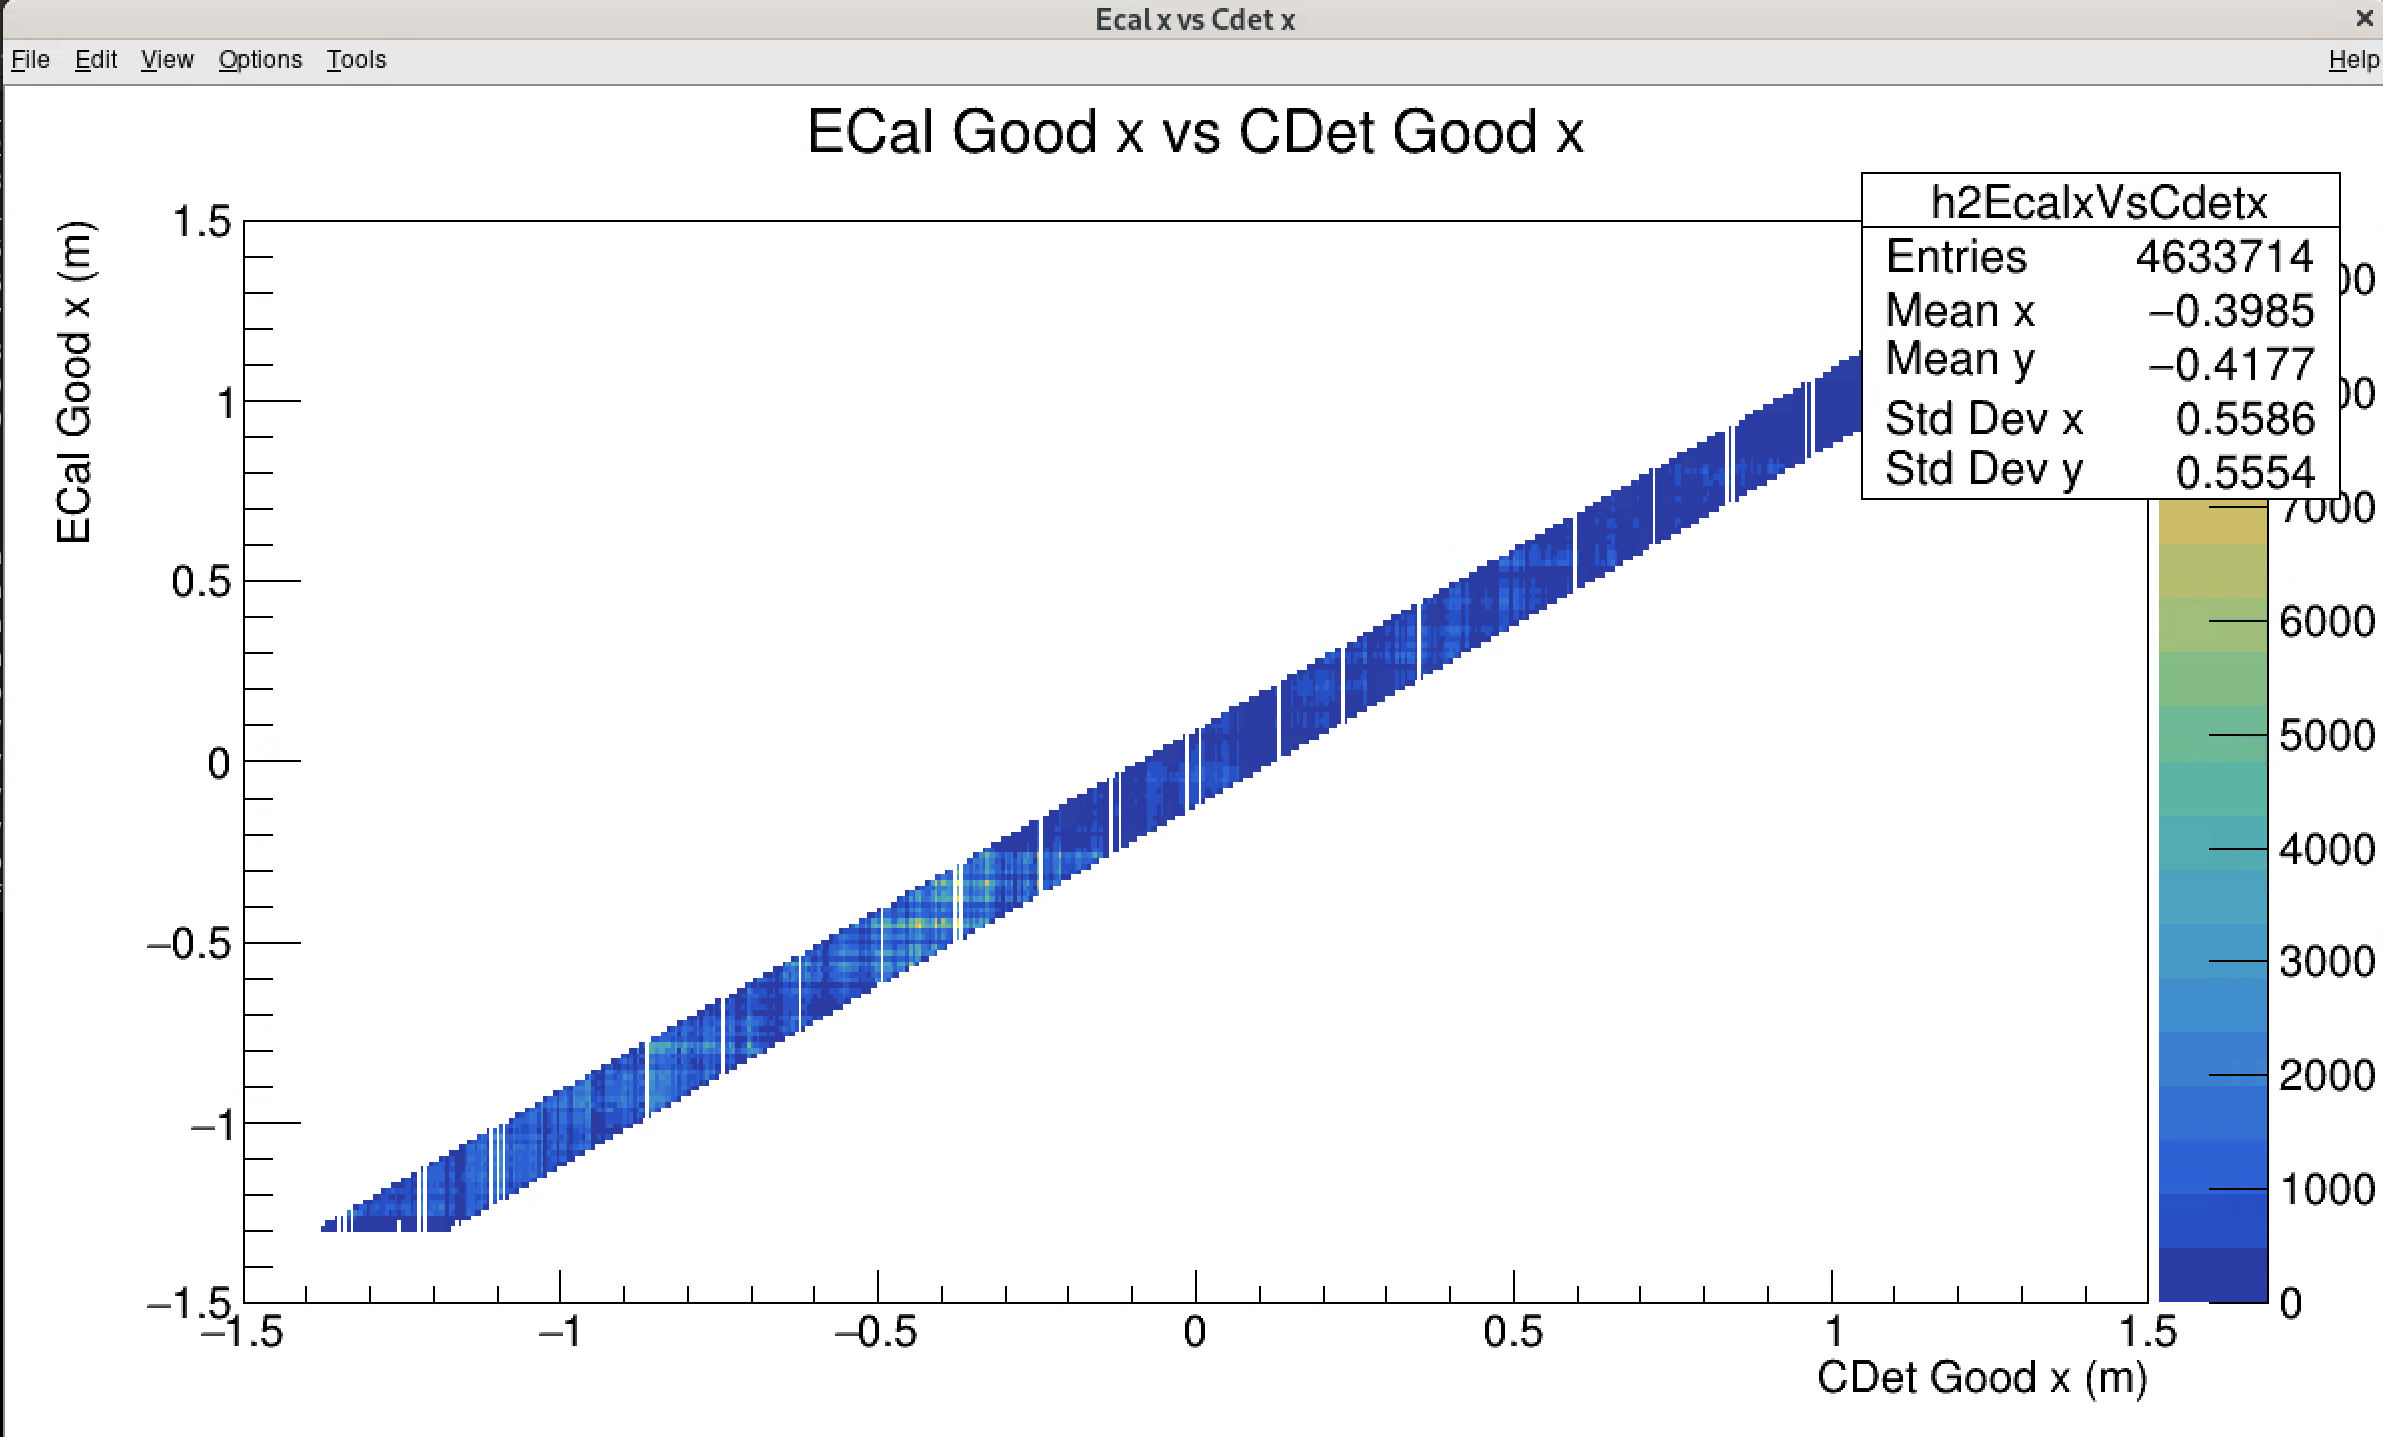 Ecal x vs Cdet x
File Edit View Options Tools Help
ECal Good x vs CDet Good x
h2EcalxVsCdetx
Entries 4633714
Mean x −0.3985
Mean y −0.4177
Std Dev x 0.5586
Std Dev y 0.5554
ECal Good x (m)
1.5
1
0.5
0
−0.5
−1
−1.5
−1.5 −1 −0.5 0 0.5 1 1.5
CDet Good x (m)
7000
6000
5000
4000
3000
2000
1000
0